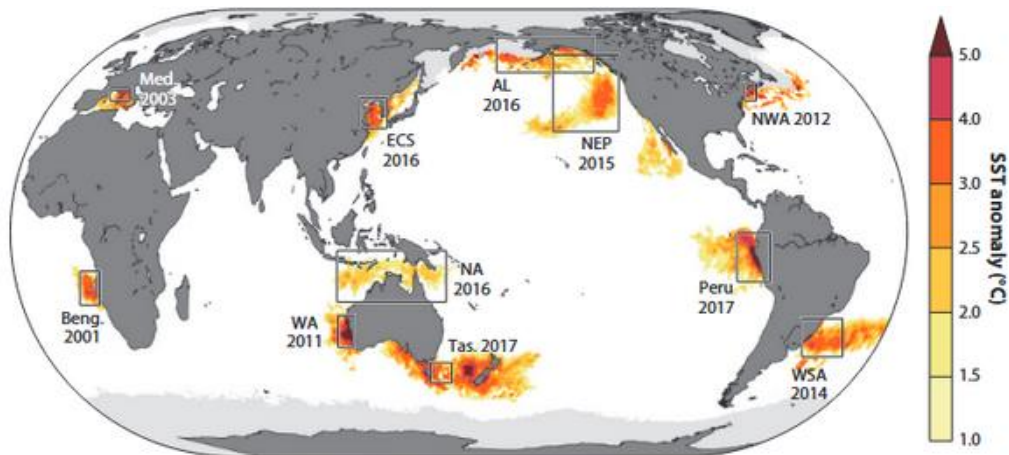 Med
2003
ECS
2016
AL
2016
NEP
2015
NWA 2012
Beng.
2001
NA
2016
WA
2011
Tas. 2017
Peru
2017
WSA
2014
5.0
4.0
3.0
2.5
2.0
1.5
1.0
SST anomaly (°C)